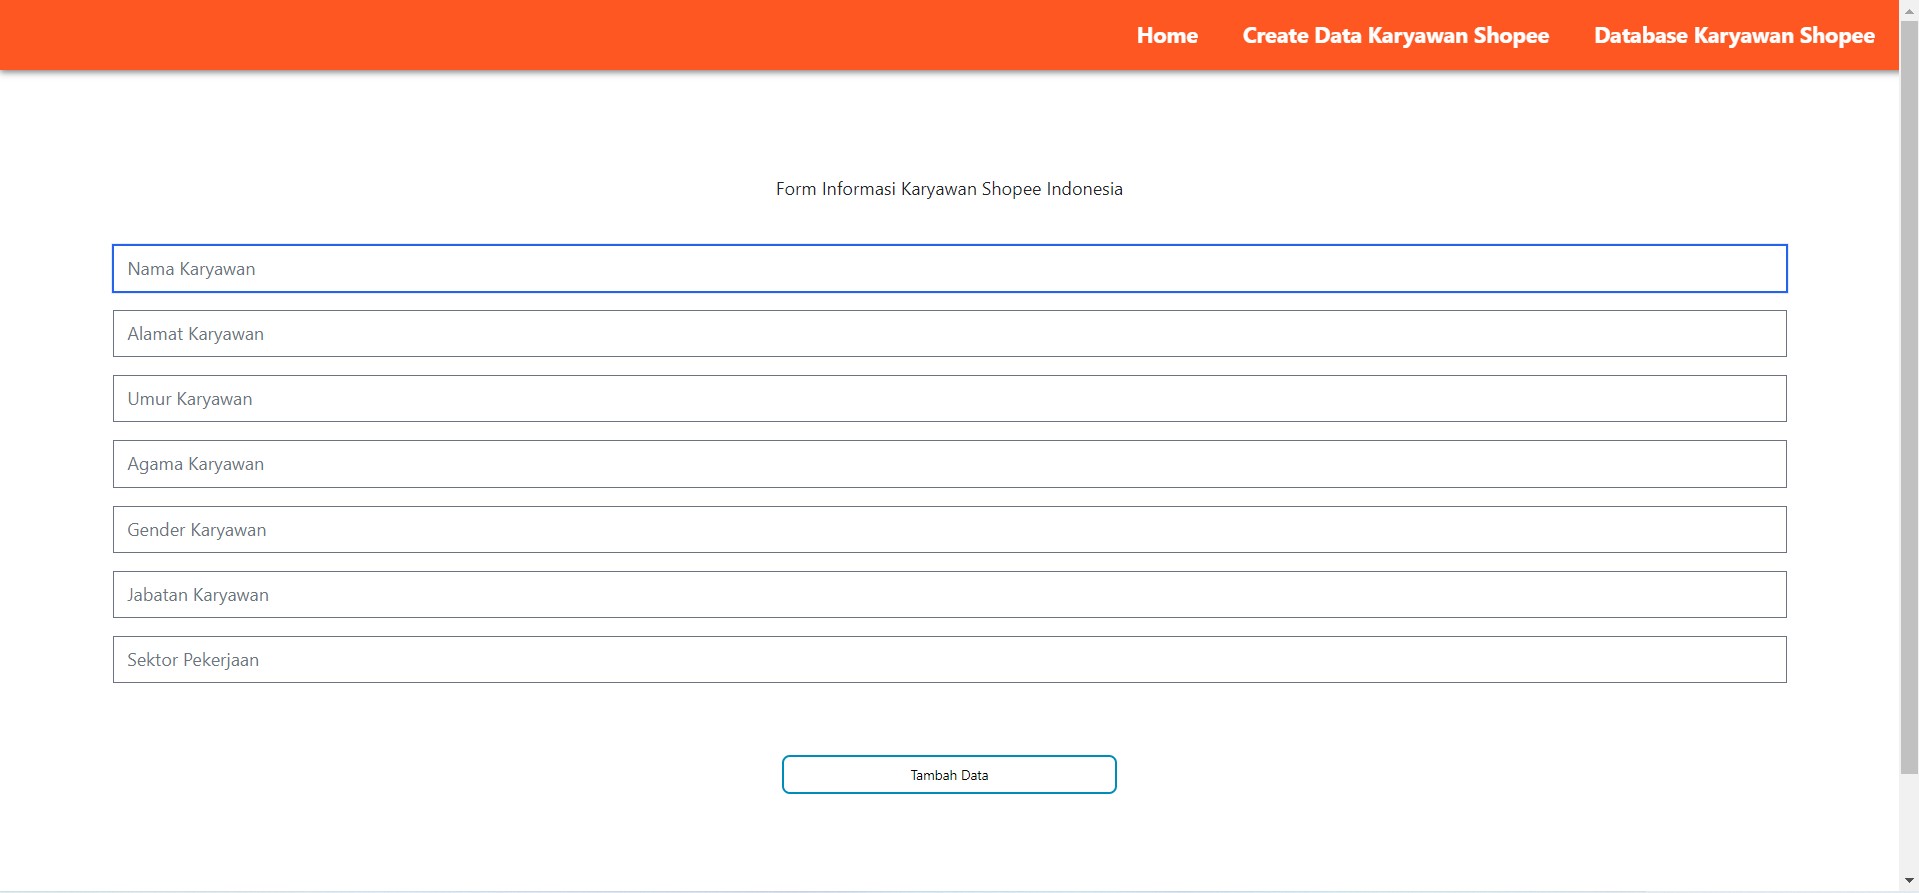 Home Create Data Karyawan Shopee Database Karyawan Shopee
Form Informasi Karyawan Shopee Indonesia
Nama Karyawan
Alamat Karyawan
Umur Karyawan
Agama Karyawan
Gender Karyawan
Jabatan Karyawan
Sektor Pekerjaan
Tambah Data